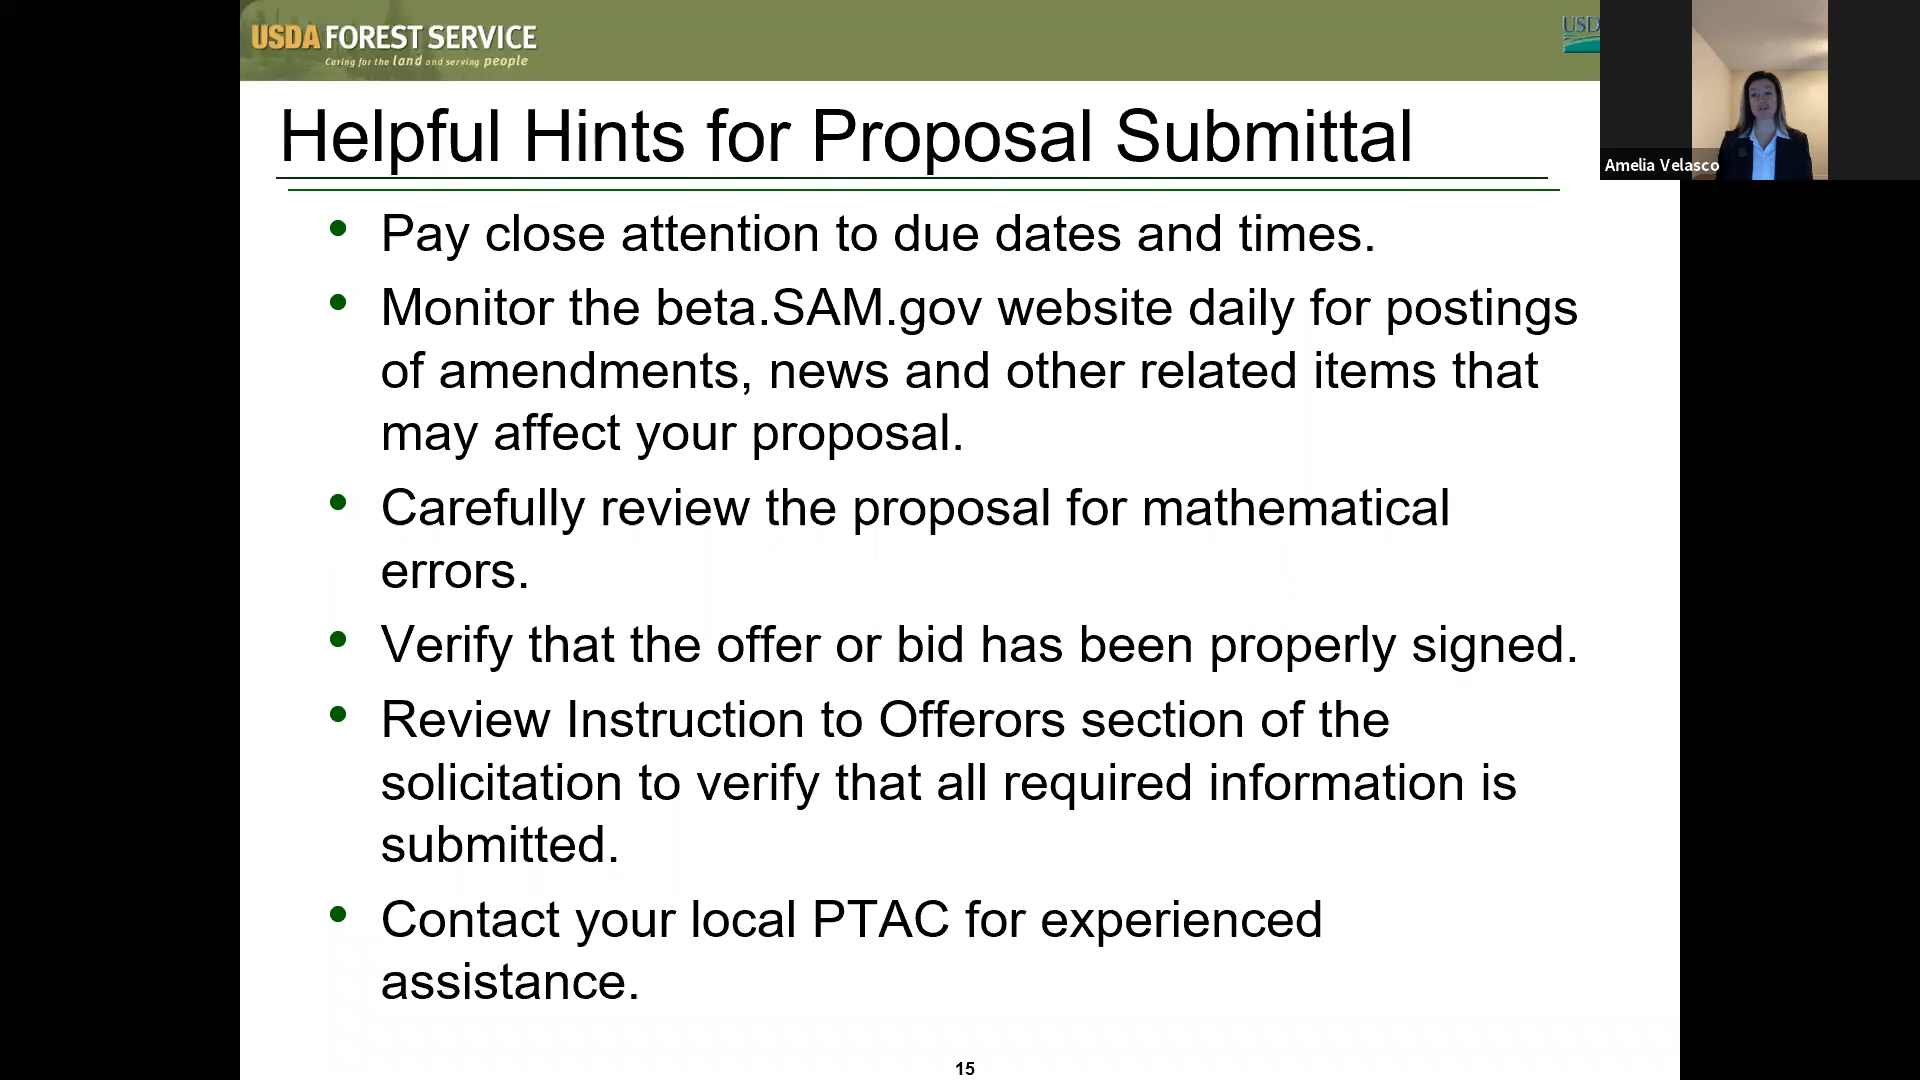 USDA FOREST SERVICE
Caring for the land and serving people
USD
Amelia Velasco
Helpful Hints for Proposal Submittal
• Pay close attention to due dates and times.
• Monitor the beta.SAM.gov website daily for postings
of amendments, news and other related items that
may affect your proposal.
• Carefully review the proposal for mathematical
errors.
• Verify that the offer or bid has been properly signed.
• Review Instruction to Offerors section of the
solicitation to verify that all required information is
submitted.
• Contact your local PTAC for experienced
assistance.
15